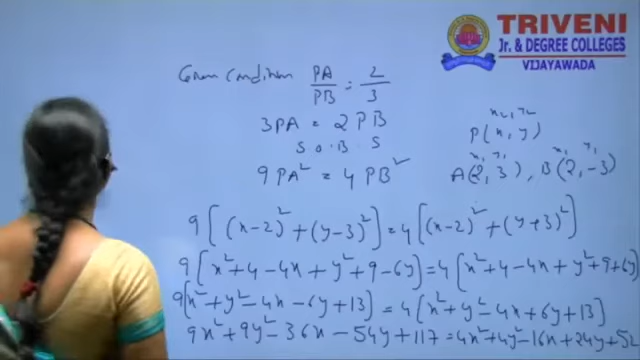 TRIVENI
Jr. & DEGREE COLLEGES
VIJAYAWADA
Given Condition PA/PB = 2/3
3PA = 2PB
S.O.B.S
9PA² = 4PB²
x₂, y₂
P(x, y)
x₁, y₁ x₁, y₁
A(2, 3), B(2, -3)
9[(x-2)² + (y-3)²] = 4[(x-2)² + (y+3)²]
9[x²+4-4x+y²+9-6y] = 4[x²+4-4x+y²+9+6y]
9[x²+y²-4x-6y+13] = 4[x²+y²-4x+6y+13]
9x²+9y²-36x-54y+117 = 4x²+4y²-16x+24y+52